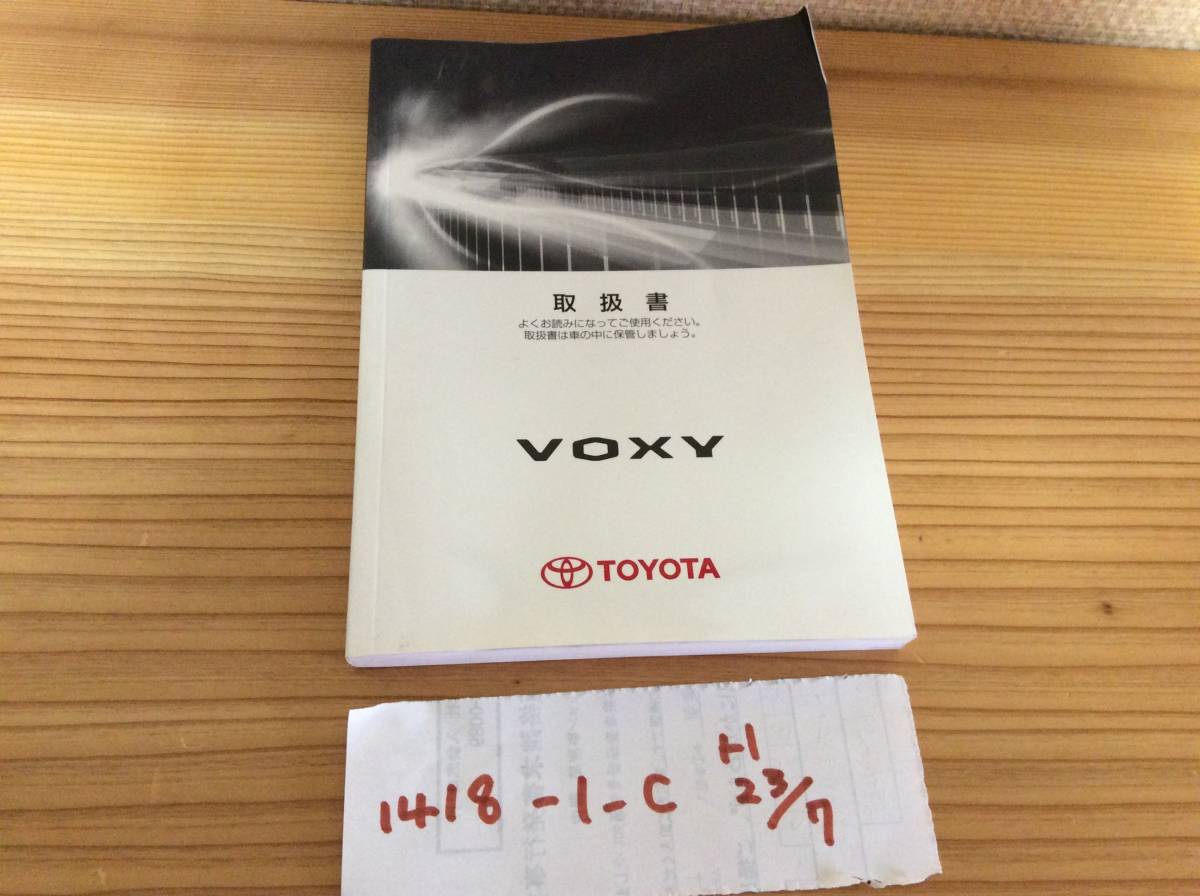 取扱書
よくお読みになってご使用ください。
取扱書は車の中に保管しましょう。
VOXY
TOYOTA
1418-1-C
23/7